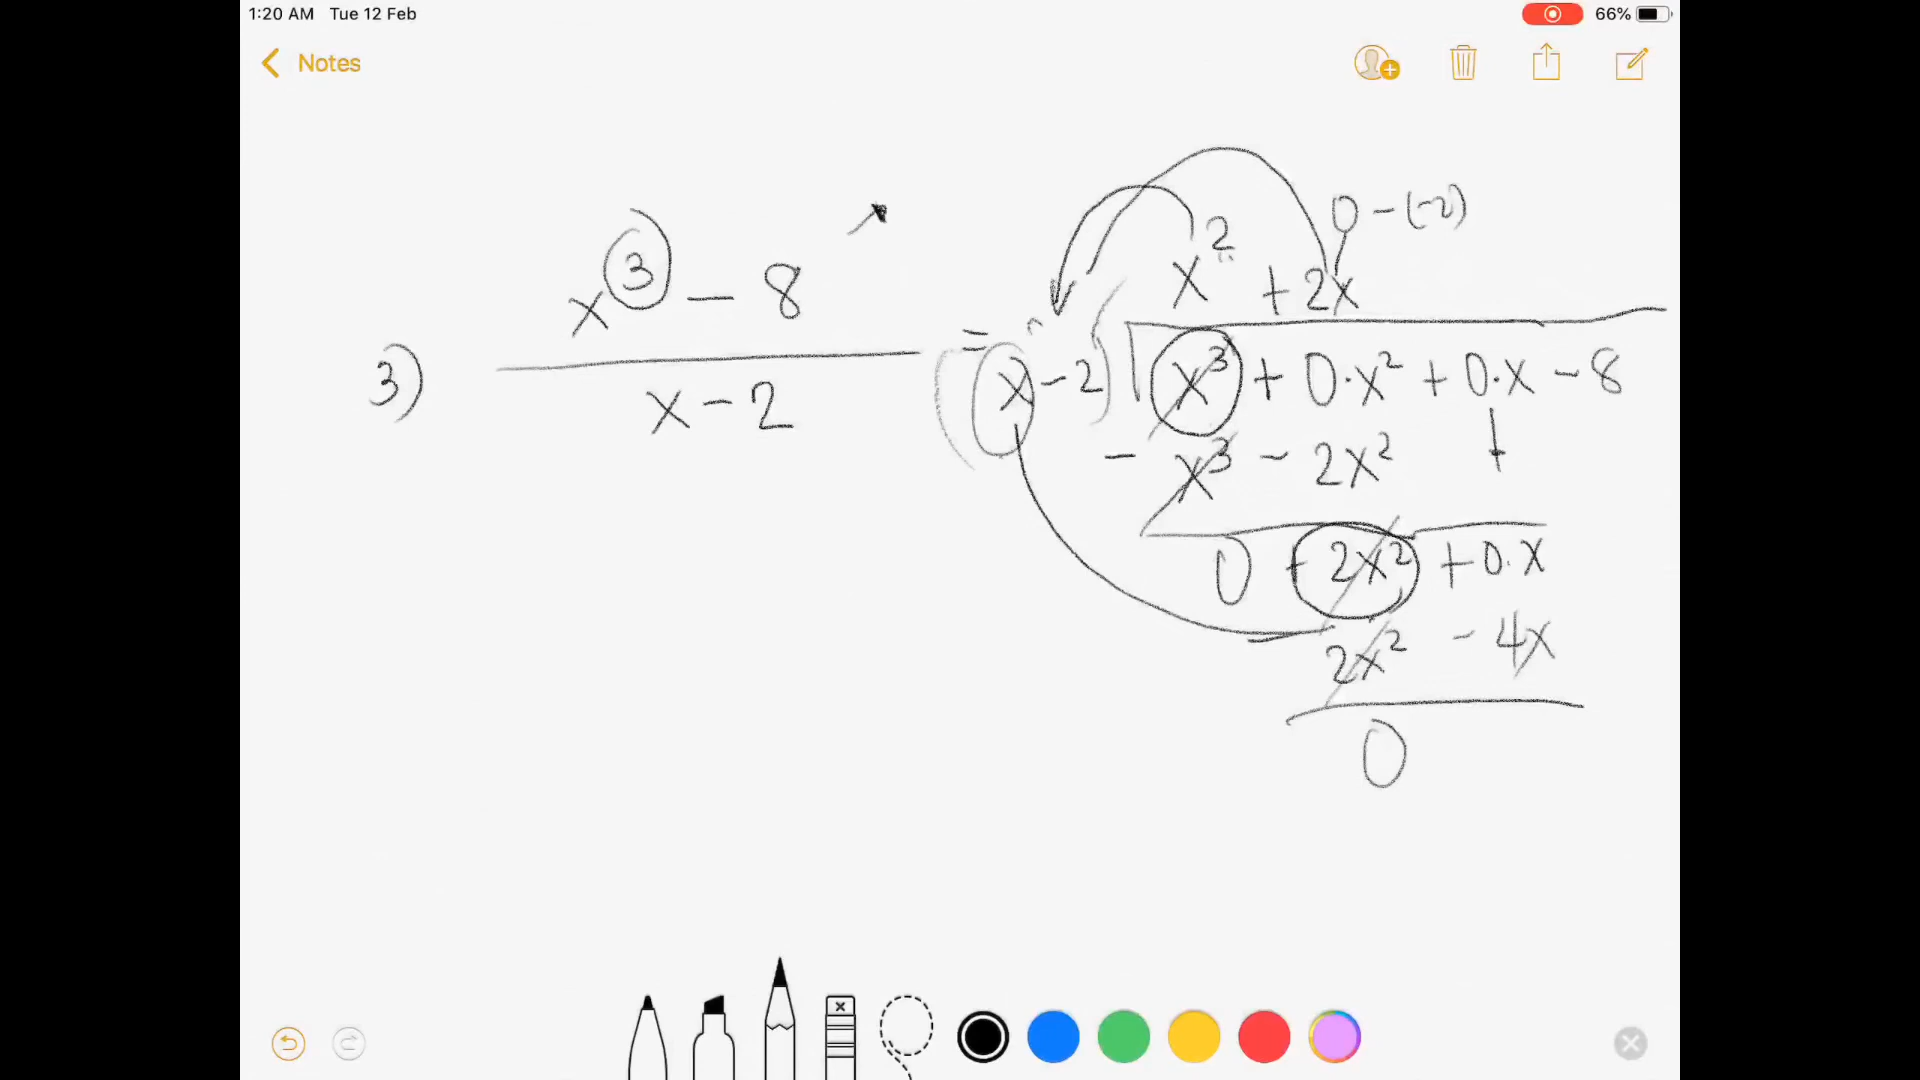 1:20 AM Tue 12 Feb 66%
Notes
0 - (-2)
x² + 2x
3) x³ - 8
x - 2
= x - 2 x³ + 0·x² + 0·x - 8
- x³ - 2x²
0 + 2x² + 0·x
2x² - 4x
0